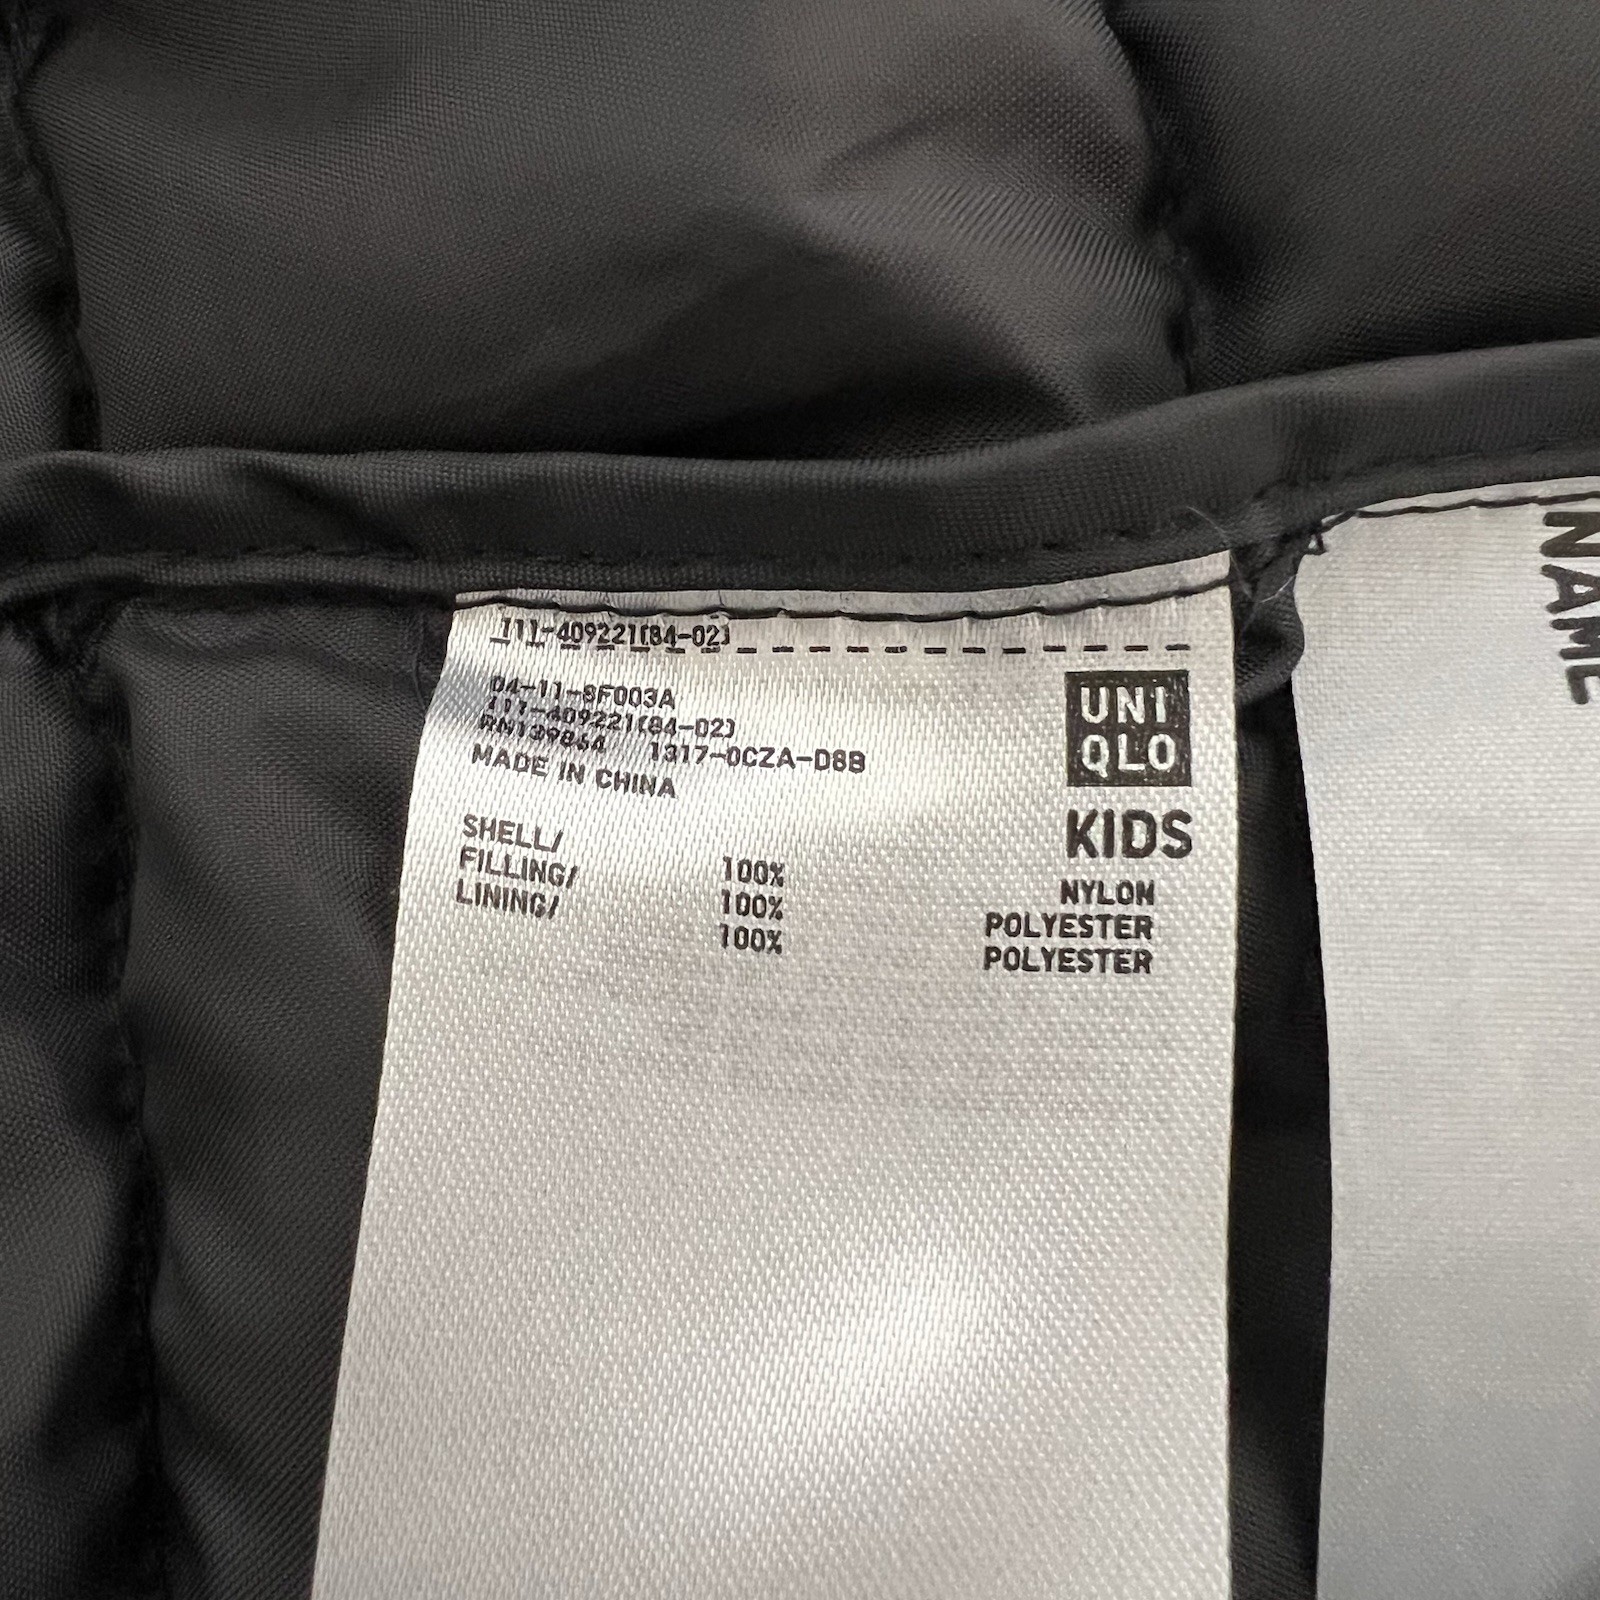 111-409221(84-02)
04-11-8F003A
111-409221(84-02)
RN139864 1317-0CZA-D8B
MADE IN CHINA
UNI
QLO
KIDS
SHELL/ 100% NYLON
FILLING/ 100% POLYESTER
LINING/ 100% POLYESTER
NAME